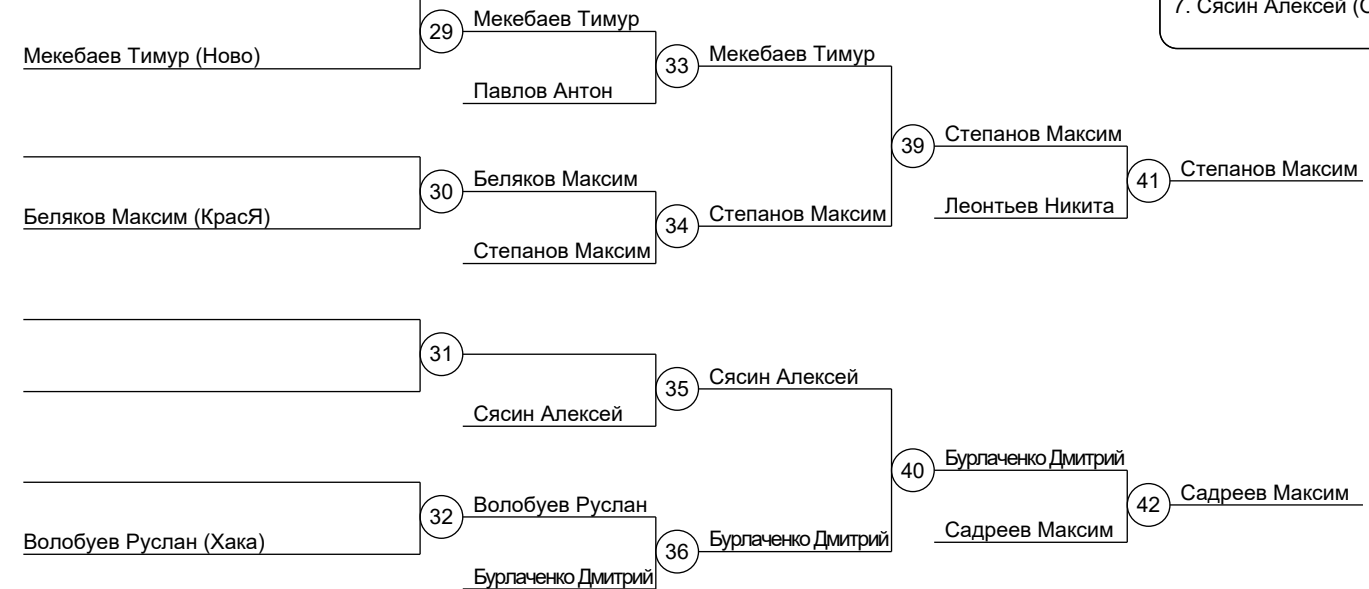 7. Сясин Алексей (
Мекебаев Тимур (Ново)
29
Мекебаев Тимур
Павлов Антон
33
Мекебаев Тимур
Беляков Максим (КрасЯ)
30
Беляков Максим
Степанов Максим
34
Степанов Максим
39
Степанов Максим
Леонтьев Никита
41
Степанов Максим
31
Сясин Алексей
35
Сясин Алексей
Волобуев Руслан (Хака)
32
Волобуев Руслан
Бурлаченко Дмитрий
36
Бурлаченко Дмитрий
40
Бурлаченко Дмитрий
Садреев Максим
42
Садреев Максим